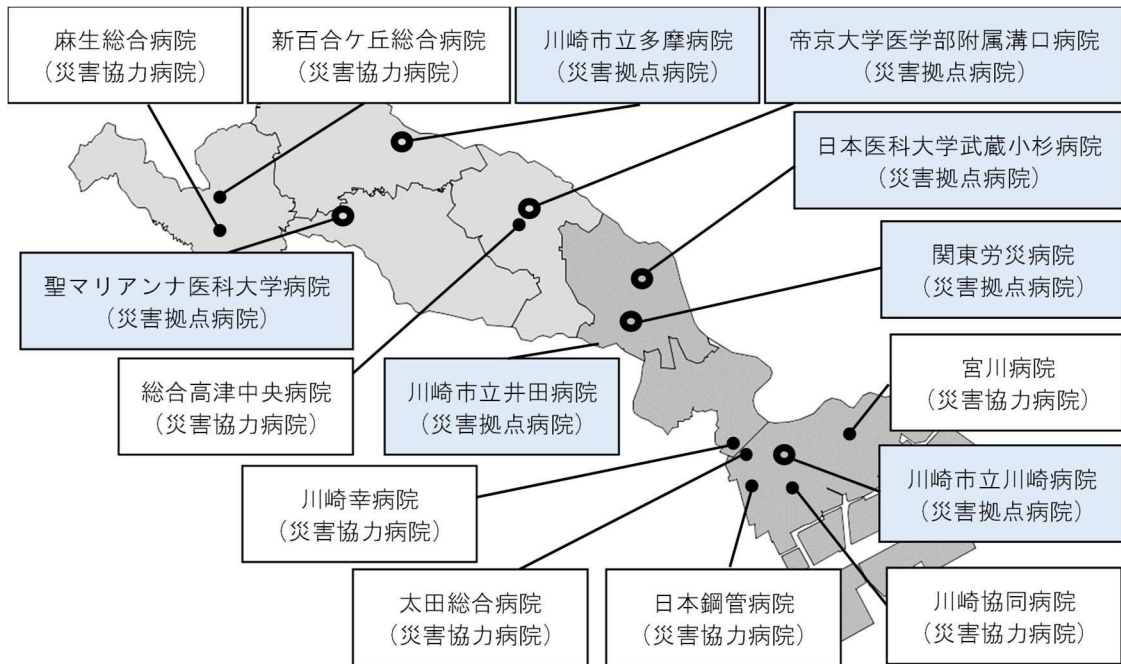 麻生総合病院
（災害協力病院）
新百合ケ丘総合病院
（災害協力病院）
川崎市立多摩病院
（災害拠点病院）
帝京大学医学部附属溝口病院
（災害拠点病院）
日本医科大学武蔵小杉病院
（災害拠点病院）
関東労災病院
（災害拠点病院）
聖マリアンナ医科大学病院
（災害拠点病院）
総合高津中央病院
（災害協力病院）
川崎市立井田病院
（災害拠点病院）
宮川病院
（災害協力病院）
川崎幸病院
（災害協力病院）
川崎市立川崎病院
（災害拠点病院）
太田総合病院
（災害協力病院）
日本鋼管病院
（災害協力病院）
川崎協同病院
（災害協力病院）